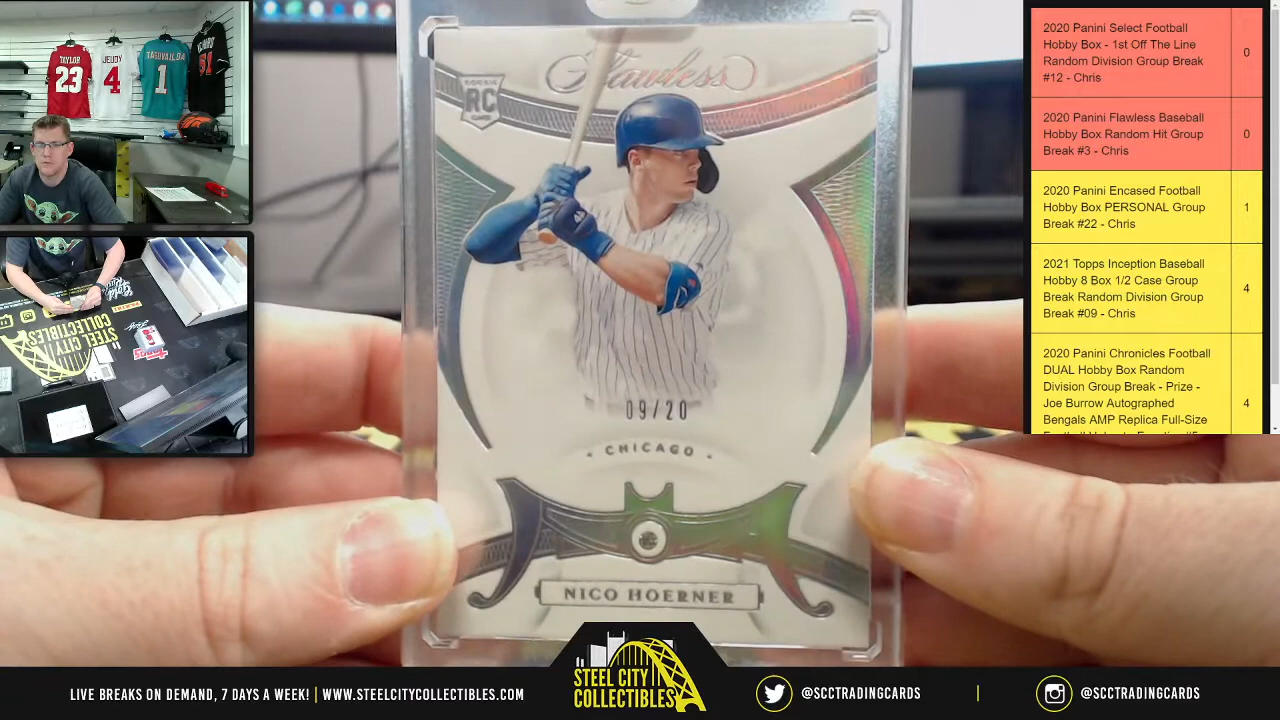 TAYLOR
23
JEUDY
4
TAGOVAILOA
1
STEEL CITY
COLLECTIBLES
Topps
Flawless
ROOKIE
RC
CARD
09/20
CHICAGO
NICO HOERNER
2020 Panini Select Football
Hobby Box - 1st Off The Line
Random Division Group Break
#12 - Chris
0
2020 Panini Flawless Baseball
Hobby Box Random Hit Group
Break #3 - Chris
0
2020 Panini Encased Football
Hobby Box PERSONAL Group
Break #22 - Chris
1
2021 Topps Inception Baseball
Hobby 8 Box 1/2 Case Group
Break Random Division Group
Break #09 - Chris
4
2020 Panini Chronicles Football
DUAL Hobby Box Random
Division Group Break - Prize -
Joe Burrow Autographed
Bengals AMP Replica Full-Size
4
LIVE BREAKS ON DEMAND, 7 DAYS A WEEK! | WWW.STEELCITYCOLLECTIBLES.COM
STEEL CITY
COLLECTIBLES
@SCCTRADINGCARDS
|
@SCCTRADINGCARDS